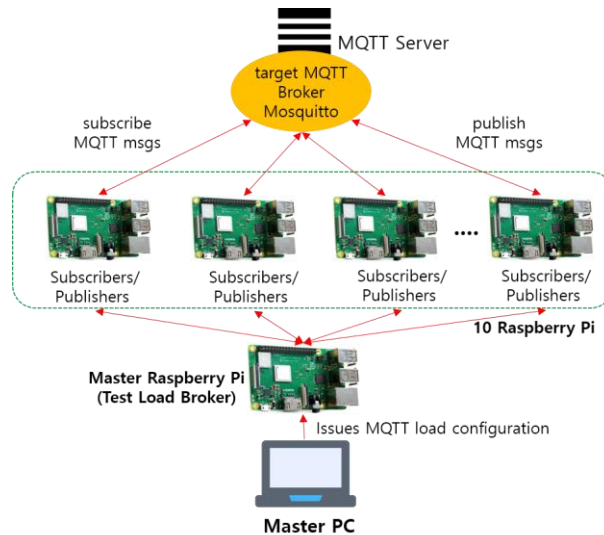 MQTT Server
target MQTT
Broker
Mosquitto
subscribe
MQTT msgs
publish
MQTT msgs
....
Subscribers/
Publishers
Subscribers/
Publishers
Subscribers/
Publishers
Subscribers/
Publishers
10 Raspberry Pi
Master Raspberry Pi
(Test Load Broker)
Issues MQTT load configuration
Master PC